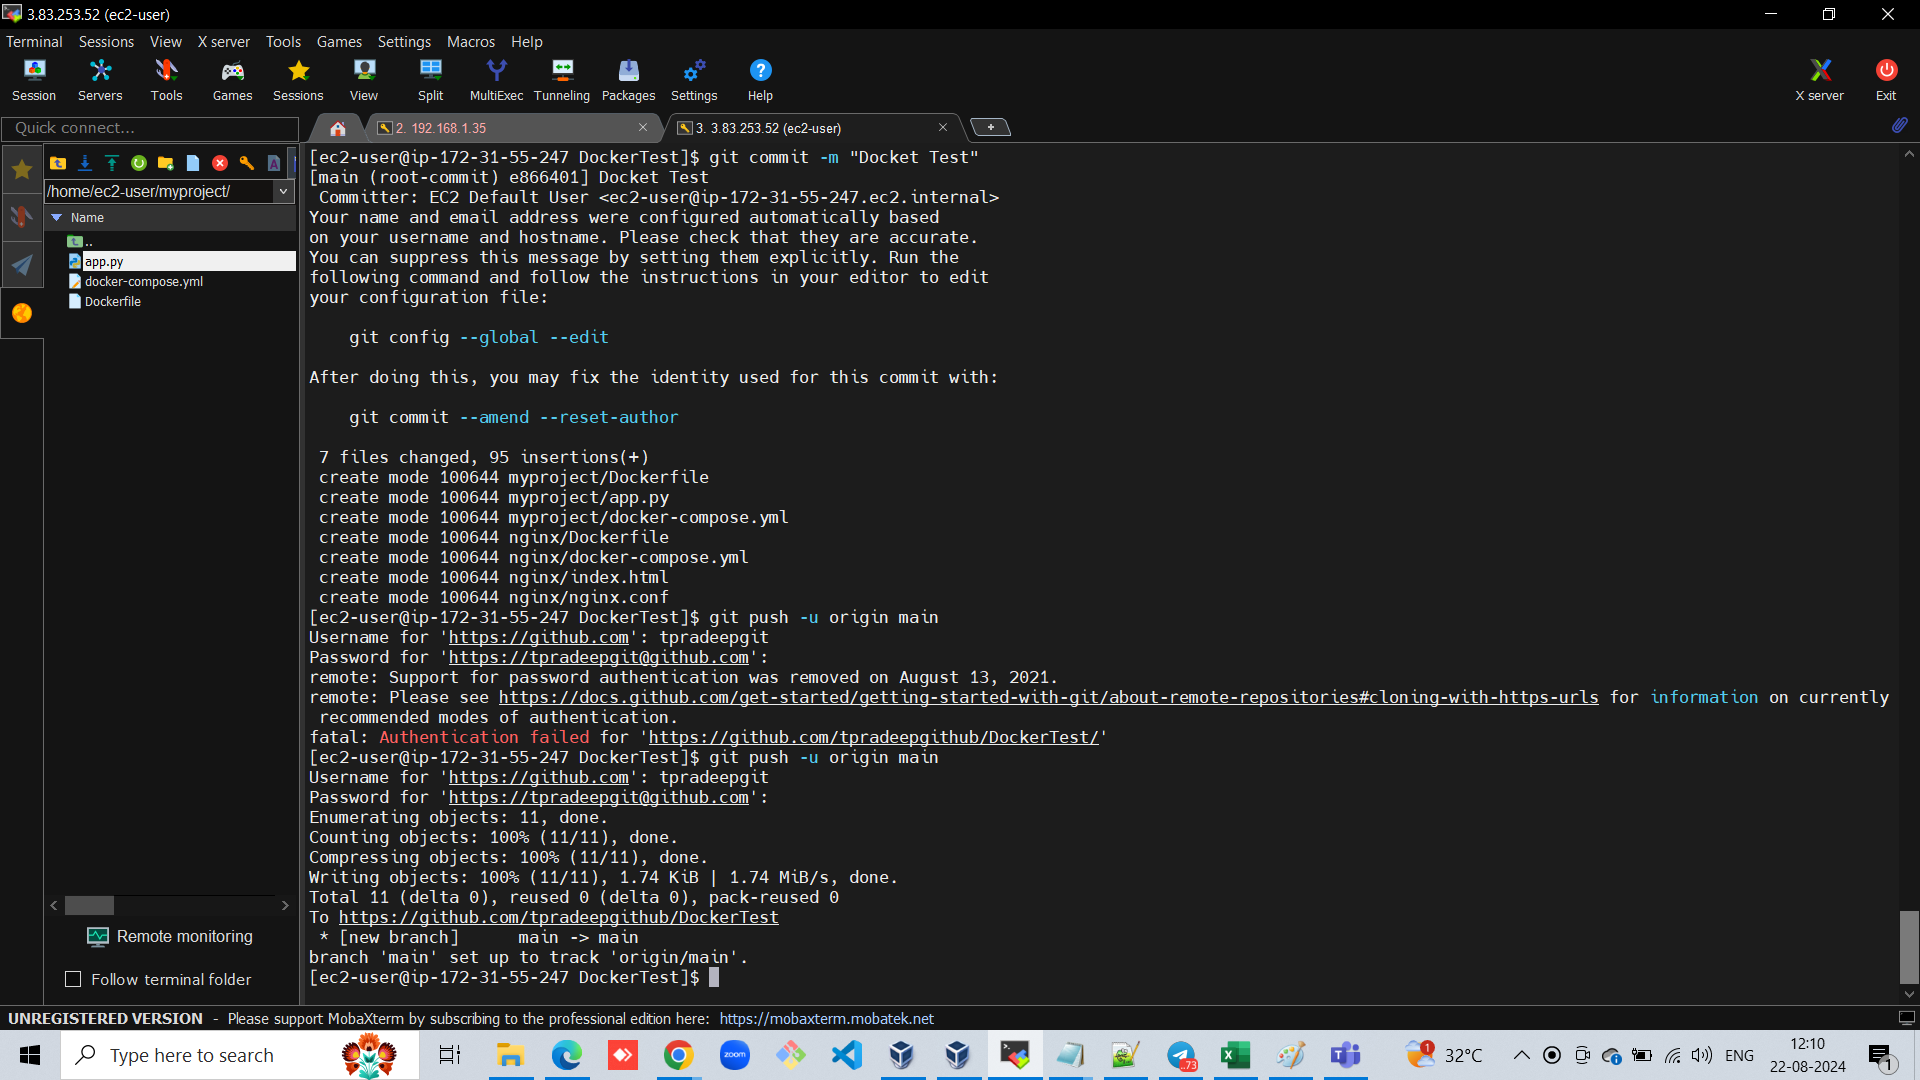 3.83.253.52 (ec2-user)
Terminal Sessions View X server Tools Games Settings Macros Help
Session Servers Tools Games Sessions View Split MultiExec Tunneling Packages Settings Help X server Exit
Quick connect...
2. 192.168.1.35
3. 3.83.253.52 (ec2-user)
/home/ec2-user/myproject/
Name
..
app.py
docker-compose.yml
Dockerfile
Remote monitoring
Follow terminal folder
[ec2-user@ip-172-31-55-247 DockerTest]$ git commit -m "Docket Test"
[main (root-commit) e866401] Docket Test
Committer: EC2 Default User <ec2-user@ip-172-31-55-247.ec2.internal>
Your name and email address were configured automatically based
on your username and hostname. Please check that they are accurate.
You can suppress this message by setting them explicitly. Run the
following command and follow the instructions in your editor to edit
your configuration file:
git config --global --edit
After doing this, you may fix the identity used for this commit with:
git commit --amend --reset-author
7 files changed, 95 insertions(+)
create mode 100644 myproject/Dockerfile
create mode 100644 myproject/app.py
create mode 100644 myproject/docker-compose.yml
create mode 100644 nginx/Dockerfile
create mode 100644 nginx/docker-compose.yml
create mode 100644 nginx/index.html
create mode 100644 nginx/nginx.conf
[ec2-user@ip-172-31-55-247 DockerTest]$ git push -u origin main
Username for 'https://github.com': tpradeepgit
Password for 'https://tpradeepgit@github.com':
remote: Support for password authentication was removed on August 13, 2021.
remote: Please see https://docs.github.com/get-started/getting-started-with-git/about-remote-repositories#cloning-with-https-urls for information on currently
recommended modes of authentication.
fatal: Authentication failed for 'https://github.com/tpradeepgithub/DockerTest/'
[ec2-user@ip-172-31-55-247 DockerTest]$ git push -u origin main
Username for 'https://github.com': tpradeepgit
Password for 'https://tpradeepgit@github.com':
Enumerating objects: 11, done.
Counting objects: 100% (11/11), done.
Compressing objects: 100% (11/11), done.
Writing objects: 100% (11/11), 1.74 KiB | 1.74 MiB/s, done.
Total 11 (delta 0), reused 0 (delta 0), pack-reused 0
To https://github.com/tpradeepgithub/DockerTest
* [new branch] main -> main
branch 'main' set up to track 'origin/main'.
[ec2-user@ip-172-31-55-247 DockerTest]$
UNREGISTERED VERSION - Please support MobaXterm by subscribing to the professional edition here: https://mobaxterm.mobatek.net
Type here to search
zoom
..73
1
32°C
ENG
12:10
22-08-2024
1